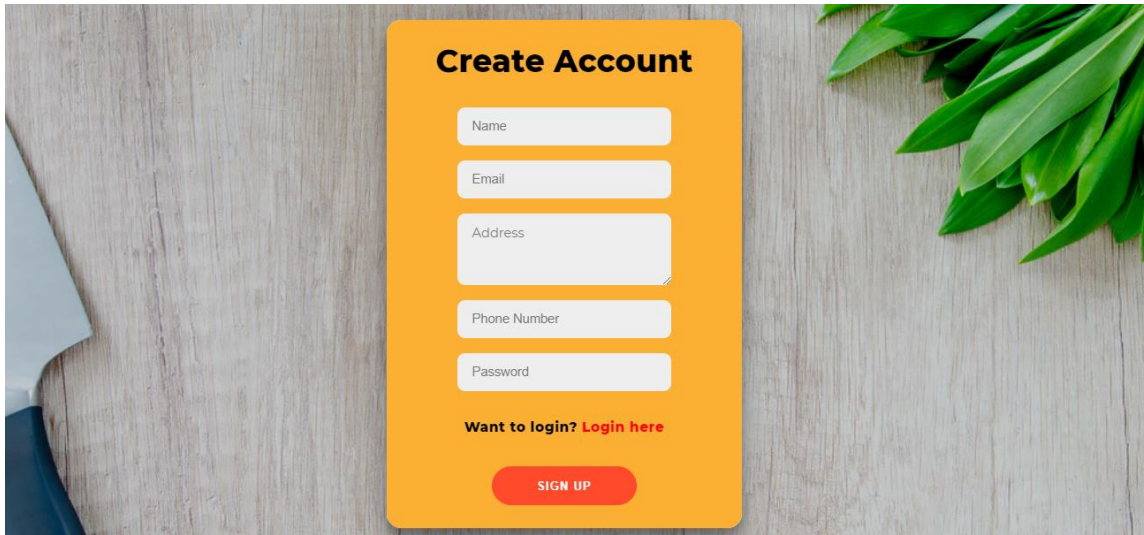 Create Account
Name
Email
Address
Phone Number
Password
Want to login? Login here
SIGN UP